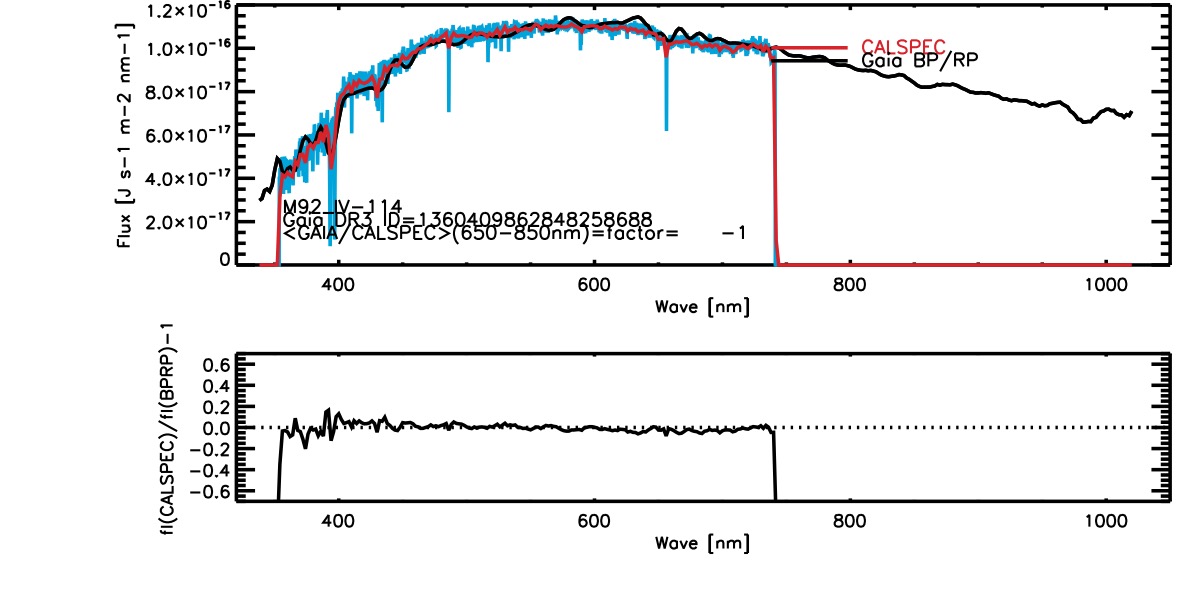 1.2×10⁻¹⁶
1.0×10⁻¹⁶
8.0×10⁻¹⁷
6.0×10⁻¹⁷
4.0×10⁻¹⁷
2.0×10⁻¹⁷
0
Flux [J s-1 m-2 nm-1]
CALSPEC
Gaia BP/RP
M92_IV-114
Gaia DR3 ID=1360409862848258688
<GAIA/CALSPEC>(650-850nm)=factor= -1
400 600 800 1000
Wave [nm]
fl(CALSPEC)/fl(BPRP)-1
0.6
0.4
0.2
0.0
-0.2
-0.4
-0.6
400 600 800 1000
Wave [nm]